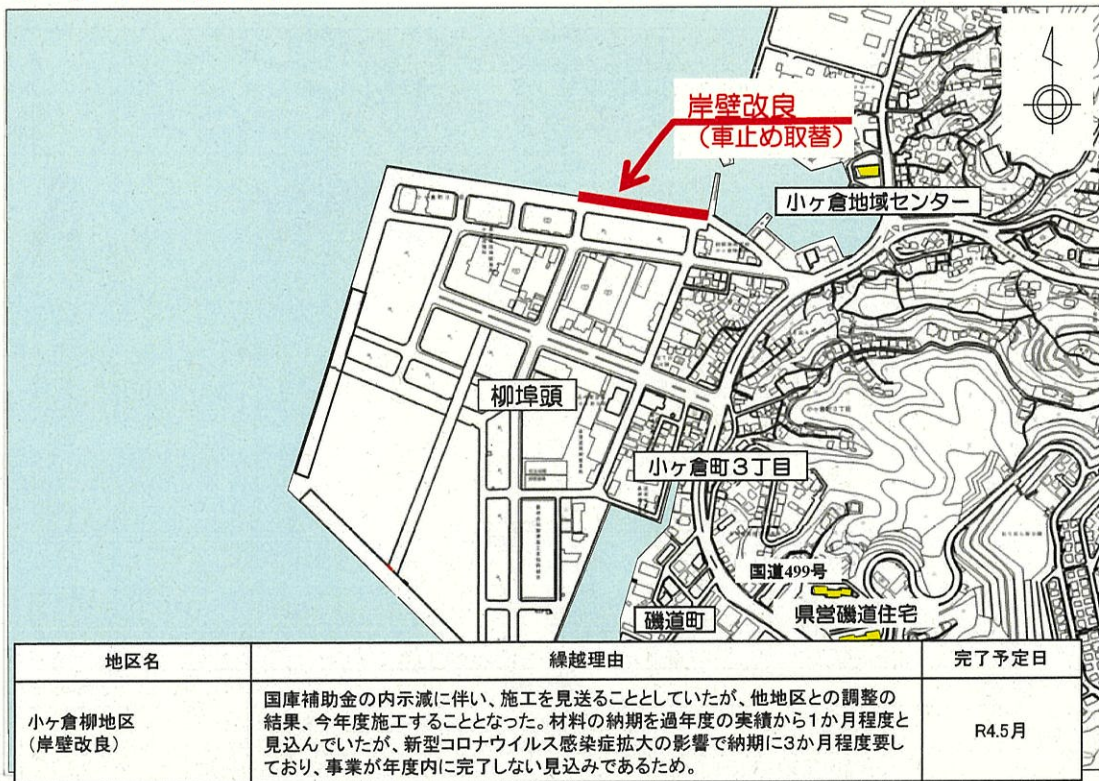 岸壁改良
(車止め取替)
小ヶ倉地域センター
柳埠頭
小ヶ倉町3丁目
国道499号
磯道町
県営磯道住宅
地区名
繰越理由
完了予定日
小ヶ倉柳地区
(岸壁改良)
国庫補助金の内示減に伴い、施工を見送ることとしていたが、他地区との調整の
結果、今年度施工することとなった。材料の納期を過年度の実績から1か月程度と
見込んでいたが、新型コロナウイルス感染症拡大の影響で納期に3か月程度要し
ており、事業が年度内に完了しない見込みであるため。
R4.5月